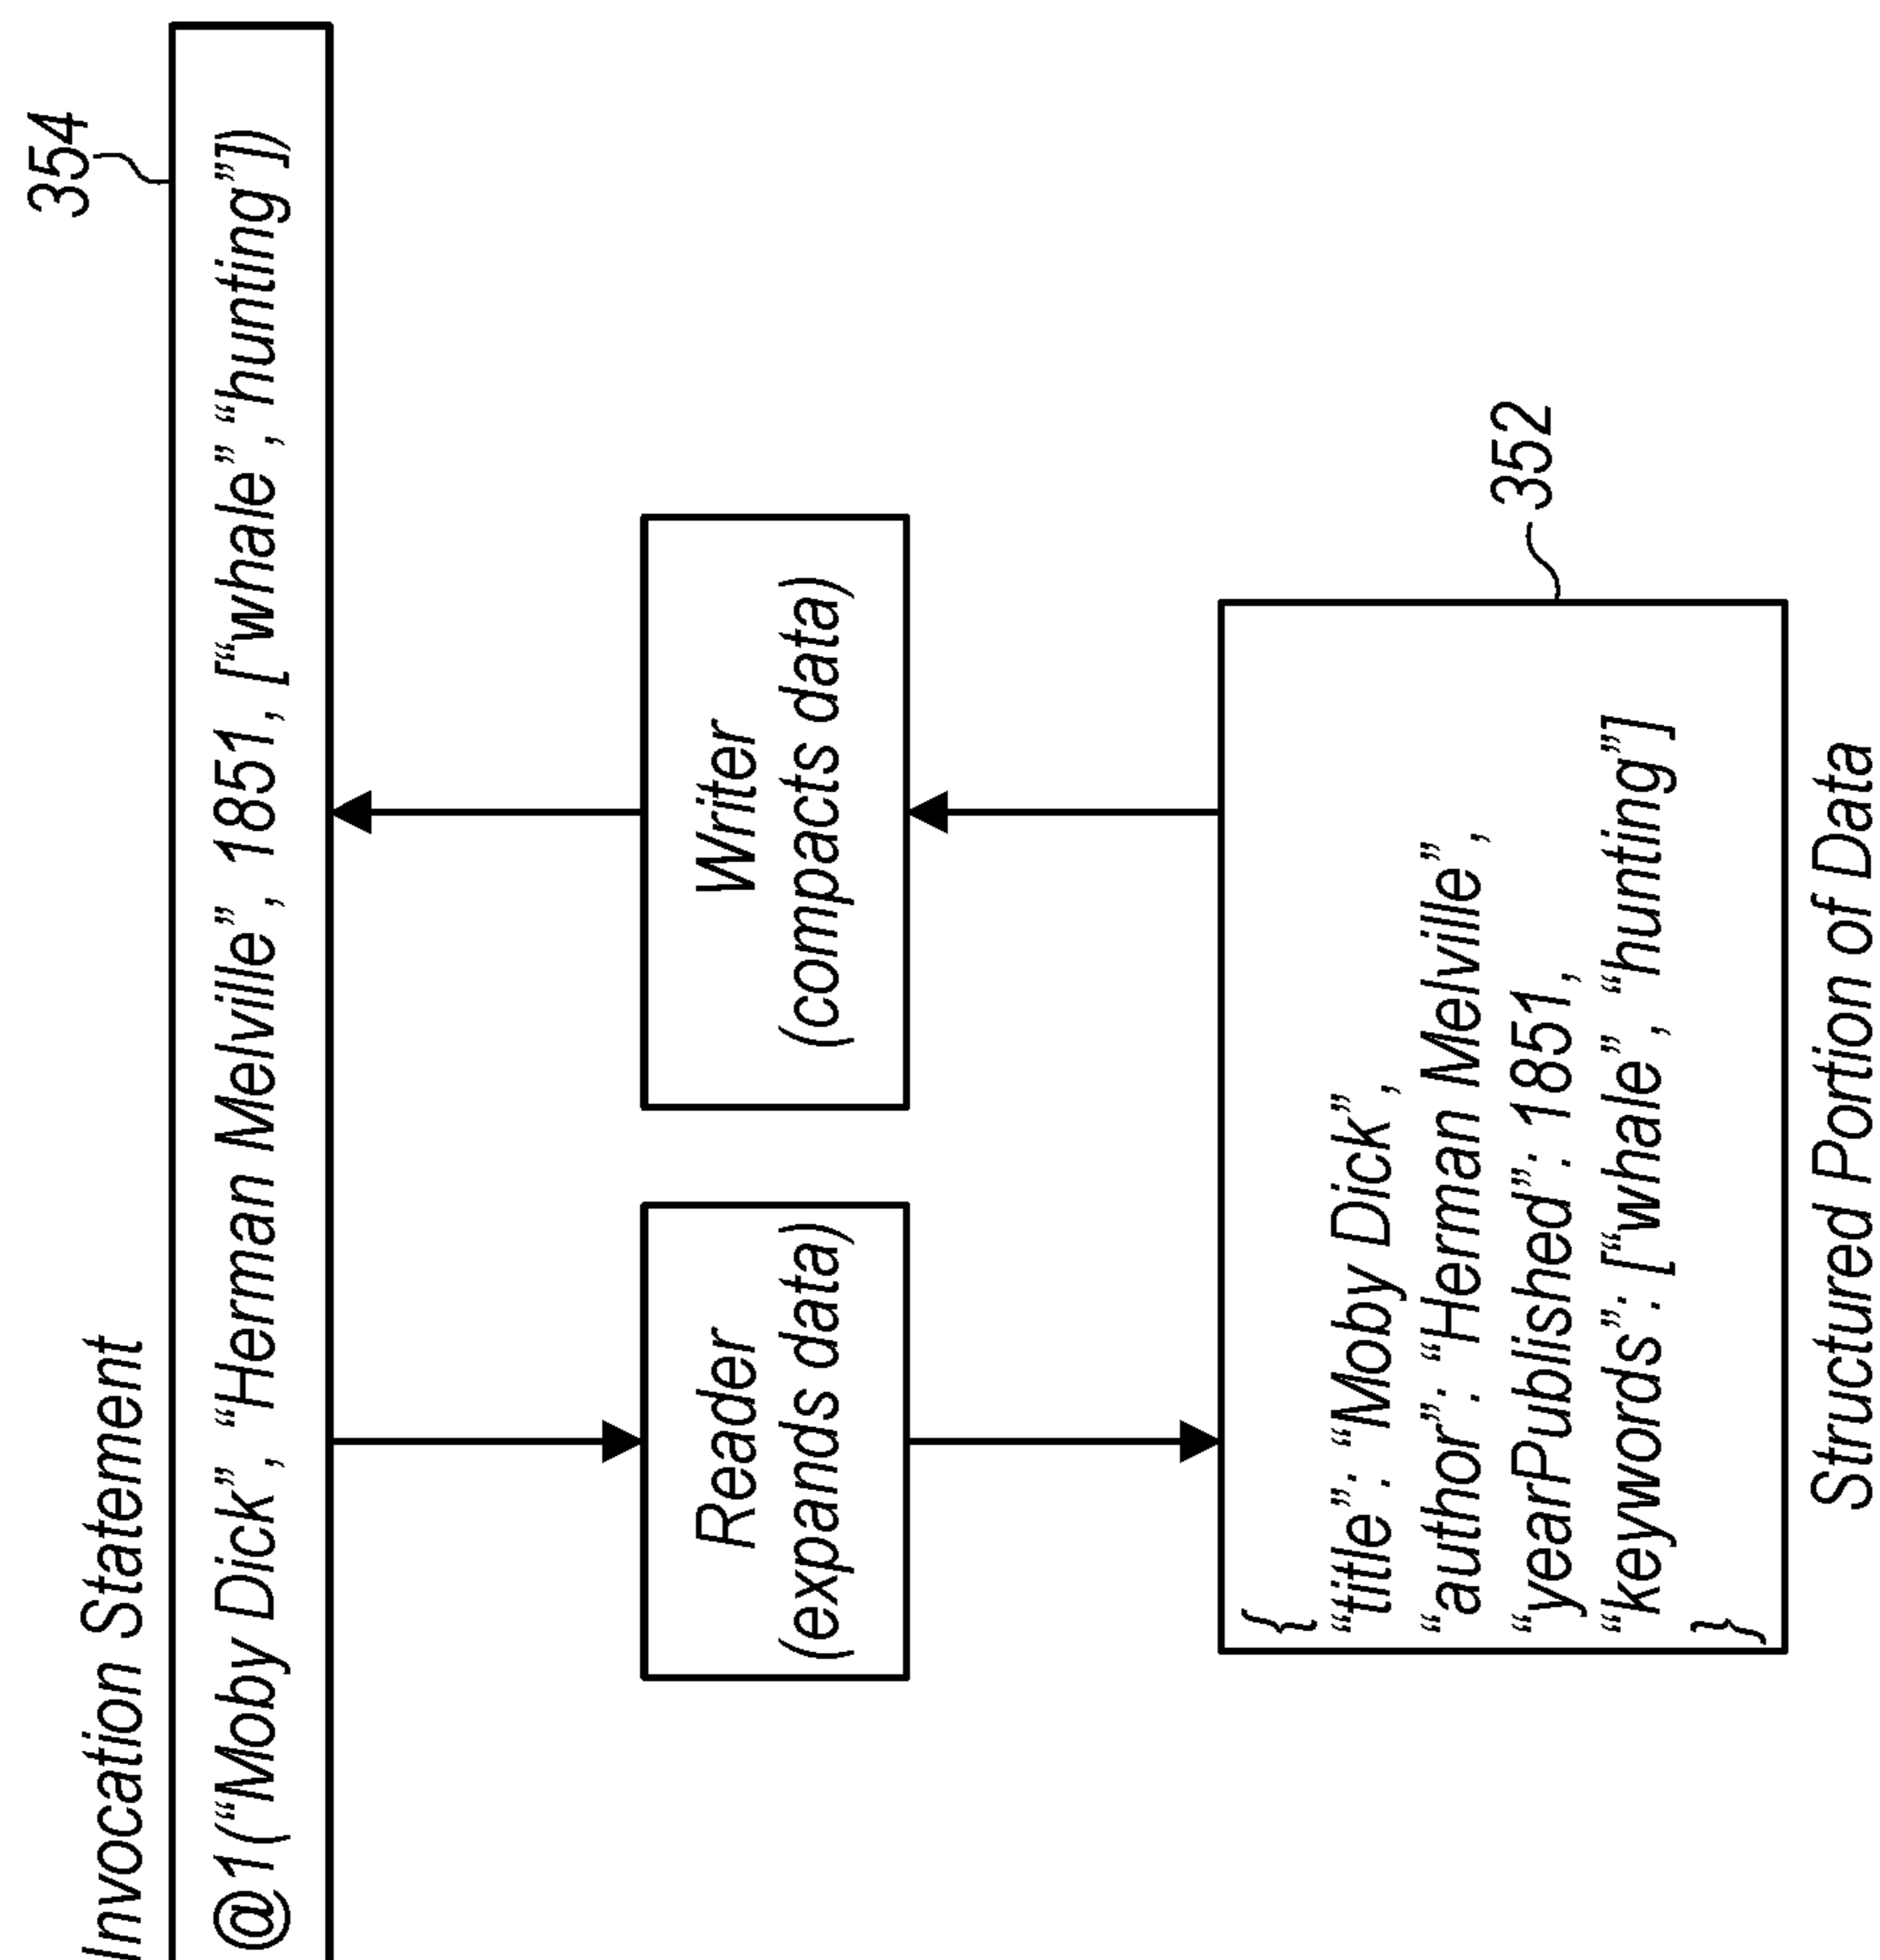 Invocation Statement
354
@1(“Moby Dick”, “Herman Melville”, 1851, [“whale”,“hunting”])
Reader
(expands data)
Writer
(compacts data)
352
{
“title”: “Moby Dick”,
“author”: “Herman Melville”,
“yearPublished”: 1851,
“keywords”: [“whale”, “hunting”]
}
Structured Portion of Data